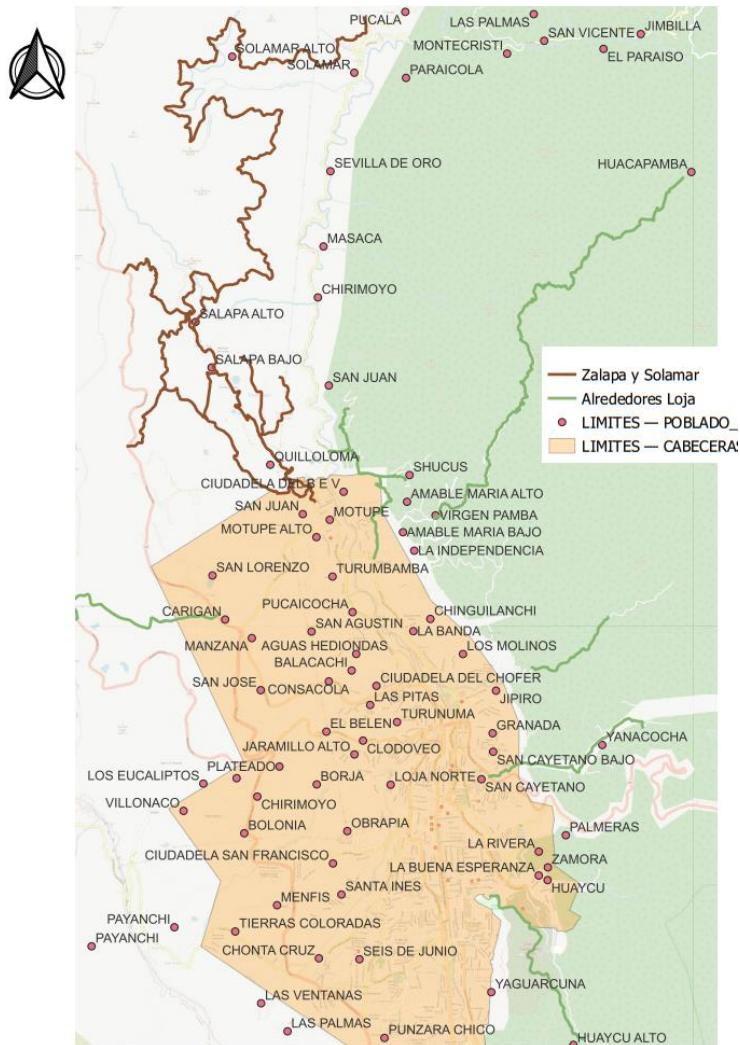 PUCALA
LAS PALMAS
JIMBILLA
SAN VICENTE
MONTECRISTI
EL PARAISO
SOLAMAR ALTO
SOLAMAR
PARAICOLA
SEVILLA DE ORO
HUACAPAMBA
MASACA
CHIRIMOYO
SALAPA ALTO
SALAPA BAJO
SAN JUAN
Zalapa y Solamar
Alrededores Loja
LIMITES — POBLADO_
LIMITES — CABECERAS
QUILLOLOMA
SHUCUS
CIUDADELA DEL B E V
AMABLE MARIA ALTO
SAN JUAN
MOTUPE
VIRGEN PAMBA
MOTUPE ALTO
AMABLE MARIA BAJO
LA INDEPENDENCIA
SAN LORENZO
TURUMBAMBA
PUCAICOCHA
CARIGAN
CHINGUILANCHI
SAN AGUSTIN
LA BANDA
MANZANA
AGUAS HEDIONDAS
LOS MOLINOS
BALACACHI
SAN JOSE
CONSACOLA
CIUDADELA DEL CHOFER
JIPIRO
LAS PITAS
TURUNUMA
EL BELEN
GRANADA
YANACOCHA
JARAMILLO ALTO
CLODOVEO
SAN CAYETANO BAJO
PLATEADO
LOS EUCALIPTOS
BORJA
LOJA NORTE
SAN CAYETANO
VILLONACO
CHIRIMOYO
BOLONIA
OBRAPIA
PALMERAS
LA RIVERA
CIUDADELA SAN FRANCISCO
ZAMORA
LA BUENA ESPERANZA
HUAYCU
SANTA INES
MENFIS
PAYANCHI
TIERRAS COLORADAS
PAYANCHI
CHONTA CRUZ
SEIS DE JUNIO
YAGUARCUNA
LAS VENTANAS
LAS PALMAS
PUNZARA CHICO
HUAYCU ALTO